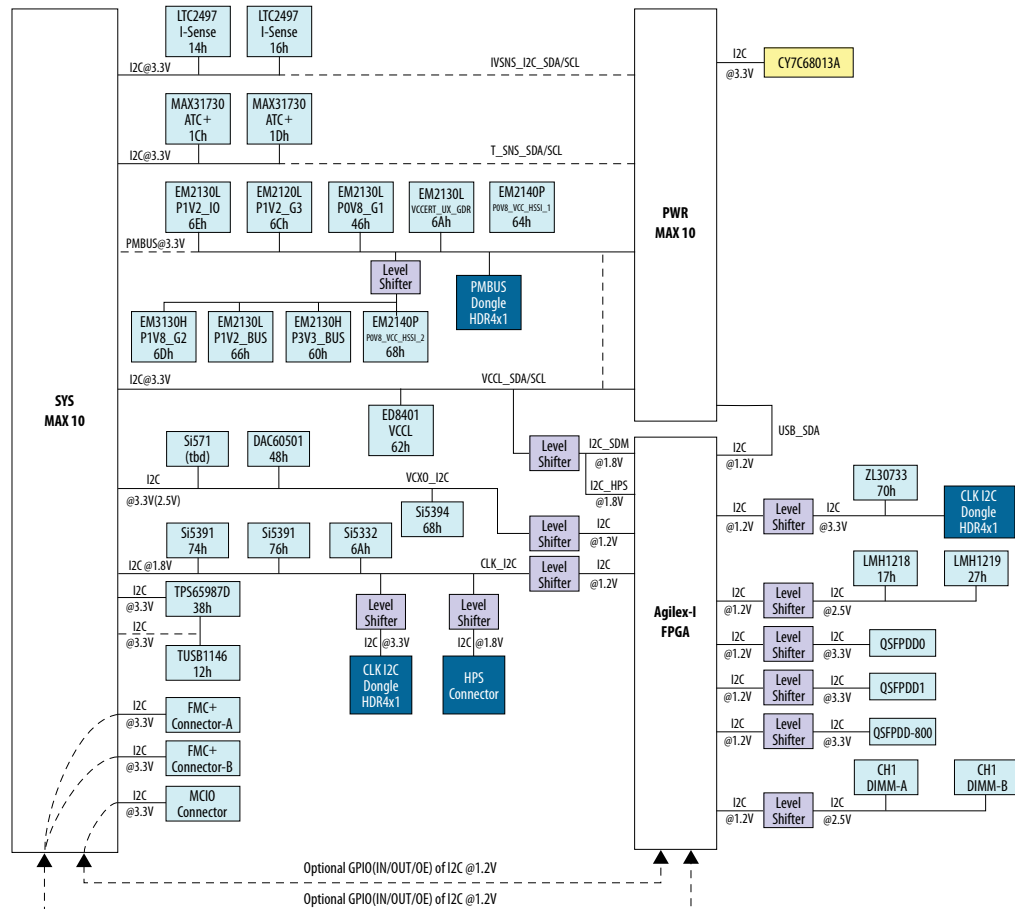 LTC2497
I-Sense
14h
LTC2497
I-Sense
16h
I2C@3.3V
IVSNS_I2C_SDA/SCL
I2C
@3.3V
CY7C68013A
MAX31730
ATC+
1Ch
MAX31730
ATC+
1Dh
I2C@3.3V
T_SNS_SDA/SCL
EM2130L
P1V2_IO
6Eh
EM2120L
P1V2_G3
6Ch
EM2130L
P0V8_G1
46h
EM2130L
VCCERT_UX_GDR
6Ah
EM2140P
P0V8_VCC_HSSI_1
64h
PWR
MAX 10
PMBUS@3.3V
Level
Shifter
PMBUS
Dongle
HDR4x1
EM3130H
P1V8_G2
6Dh
EM2130L
P1V2_BUS
66h
EM2130H
P3V3_BUS
60h
EM2140P
P0V8_VCC_HSSI_2
68h
I2C@3.3V
VCCL_SDA/SCL
SYS
MAX 10
ED8401
VCCL
62h
USB_SDA
Si571
(tbd)
DAC60501
48h
Level
Shifter
I2C_SDM
@1.8V
I2C_HPS
@1.8V
I2C
@1.2V
I2C
@3.3V(2.5V)
VCXO_I2C
Si5394
68h
Level
Shifter
I2C
@1.2V
ZL30733
70h
I2C
@1.2V
Level
Shifter
I2C
@3.3V
CLK I2C
Dongle
HDR4x1
Si5391
74h
Si5391
76h
Si5332
6Ah
I2C @1.8V
CLK_I2C
Level
Shifter
I2C
@1.2V
LMH1218
17h
LMH1219
27h
I2C
@3.3V
TPS65987D
38h
I2C
@3.3V
TUSB1146
12h
Level
Shifter
I2C @3.3V
CLK I2C
Dongle
HDR4x1
Level
Shifter
I2C @1.8V
HPS
Connector
Agilex-I
FPGA
I2C
@1.2V
Level
Shifter
I2C
@2.5V
I2C
@1.2V
Level
Shifter
I2C
@3.3V
QSFPDD0
I2C
@1.2V
Level
Shifter
I2C
@3.3V
QSFPDD1
I2C
@1.2V
Level
Shifter
I2C
@3.3V
QSFPDD-800
I2C
@3.3V
FMC+
Connector-A
I2C
@3.3V
FMC+
Connector-B
I2C
@3.3V
MCIO
Connector
CH1
DIMM-A
CH1
DIMM-B
I2C
@1.2V
Level
Shifter
I2C
@2.5V
Optional GPIO(IN/OUT/OE) of I2C @1.2V
Optional GPIO(IN/OUT/OE) of I2C @1.2V